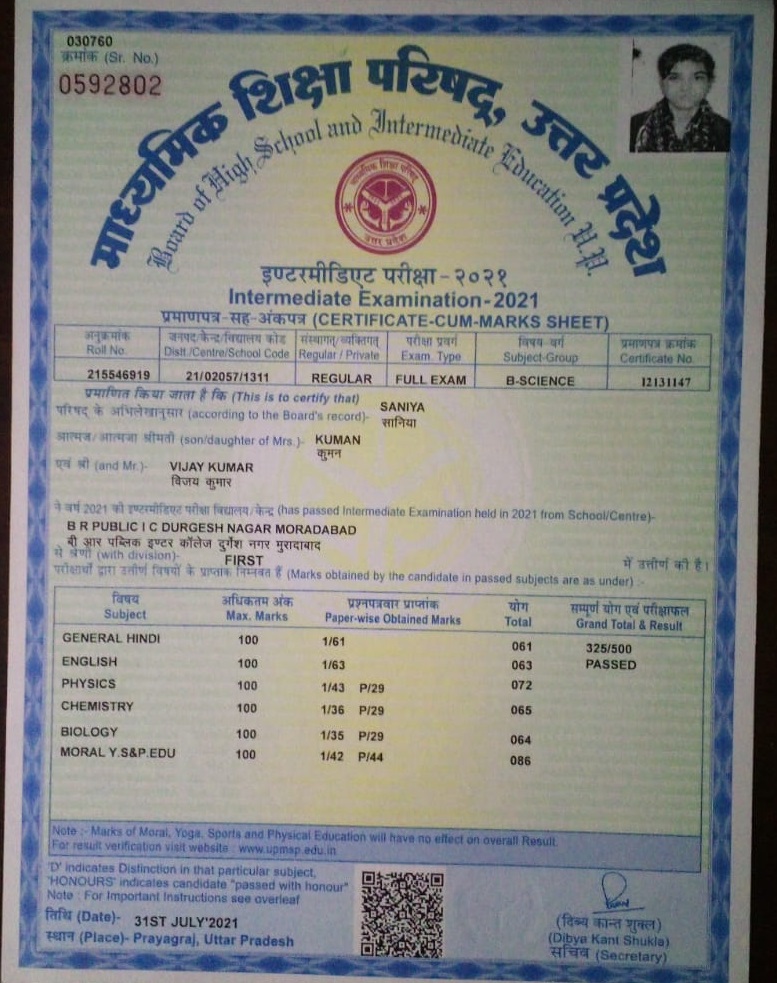 030760
क्रमांक (Sr. No.)
0592802
माध्यमिक शिक्षा परिषद्, उत्तर प्रदेश
Board of High School and Intermediate Education U.P.
माध्यमिक शिक्षा परिषद
उत्तर प्रदेश
इण्टरमीडिएट परीक्षा-२०२१
Intermediate Examination-2021
प्रमाणपत्र-सह-अंकपत्र (CERTIFICATE-CUM-MARKS SHEET)
अनुक्रमांक जनपद/केन्द्र/विद्यालय कोड संस्थागत/व्यक्तिगत परीक्षा प्रवर्ग विषय-वर्ग प्रमाणपत्र क्रमांक
Roll No. Distt./Centre/School Code Regular / Private Exam. Type Subject-Group Certificate No.
215546919 21/02057/1311 REGULAR FULL EXAM B-SCIENCE 12131147
प्रमाणित किया जाता है कि (This is to certify that)
परिषद् के अभिलेखानुसार (according to the Board's record)- SANIYA
सानिया
आत्मज/आत्मजा श्रीमती (son/daughter of Mrs.)- KUMAN
कुमन
एवं श्री (and Mr.)- VIJAY KUMAR
विजय कुमार
ने वर्ष 2021 की इण्टरमीडिएट परीक्षा विद्यालय/केन्द्र (has passed Intermediate Examination held in 2021 from School/Centre)-
B R PUBLIC I C DURGESH NAGAR MORADABAD
बी आर पब्लिक इण्टर कॉलेज दुर्गेश नगर मुरादाबाद
से श्रेणी (with division)- FIRST में उत्तीर्ण की है।
परीक्षार्थी द्वारा उत्तीर्ण विषयों के प्राप्तांक निम्नवत हैं (Marks obtained by the candidate in passed subjects are as under) :-
विषय अधिकतम अंक प्रश्नपत्रवार प्राप्तांक योग सम्पूर्ण योग एवं परीक्षाफल
Subject Max. Marks Paper-wise Obtained Marks Total Grand Total & Result
GENERAL HINDI 100 1/61 061 325/500
ENGLISH 100 1/63 063 PASSED
PHYSICS 100 1/43 P/29 072
CHEMISTRY 100 1/36 P/29 065
BIOLOGY 100 1/35 P/29 064
MORAL Y.S&P.EDU 100 1/42 P/44 086
Note :- Marks of Moral, Yoga, Sports and Physical Education will have no effect on overall Result.
For result verification visit website : www.upmsp.edu.in
'D' indicates Distinction in that particular subject,
'HONOURS' indicates candidate "passed with honour"
Note : For Important Instructions see overleaf
तिथि (Date)- 31ST JULY'2021
स्थान (Place)- Prayagraj, Uttar Pradesh
(दिब्य कान्त शुक्ल)
(Dibya Kant Shukla)
सचिव (Secretary)